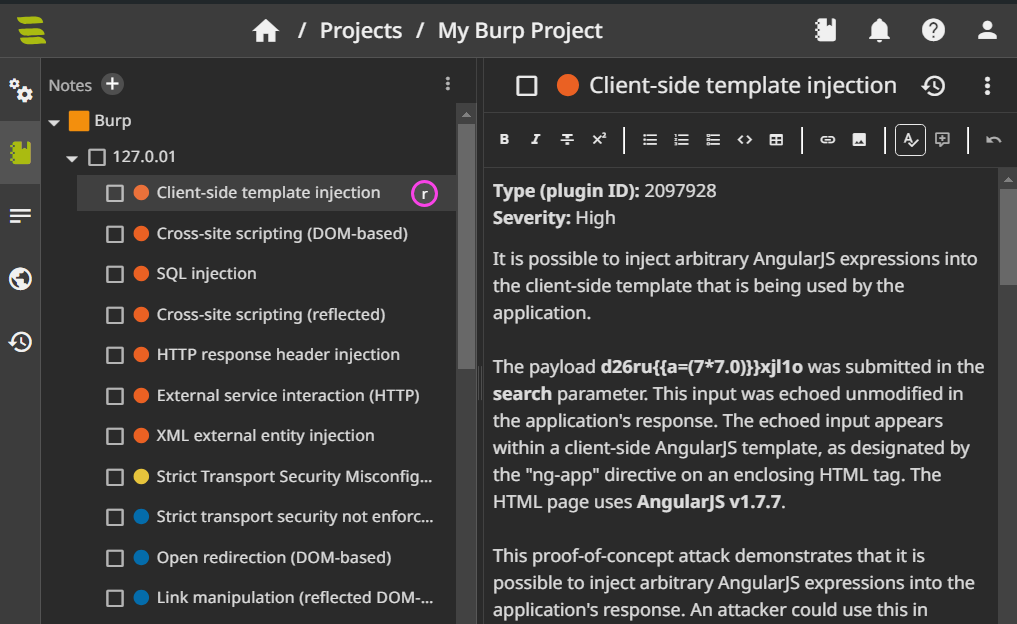 / Projects / My Burp Project
Notes
Client-side template injection
Burp
127.0.01
Client-side template injection r
Cross-site scripting (DOM-based)
SQL injection
Cross-site scripting (reflected)
HTTP response header injection
External service interaction (HTTP)
XML external entity injection
Strict Transport Security Misconfig...
Strict transport security not enforc...
Open redirection (DOM-based)
Link manipulation (reflected DOM-...
Type (plugin ID): 2097928
Severity: High
It is possible to inject arbitrary AngularJS expressions into
the client-side template that is being used by the
application.
The payload d26ru{{a=(7*7.0)}}xjl1o was submitted in the
search parameter. This input was echoed unmodified in
the application's response. The echoed input appears
within a client-side AngularJS template, as designated by
the "ng-app" directive on an enclosing HTML tag. The
HTML page uses AngularJS v1.7.7.
This proof-of-concept attack demonstrates that it is
possible to inject arbitrary AngularJS expressions into the
application's response. An attacker could use this in